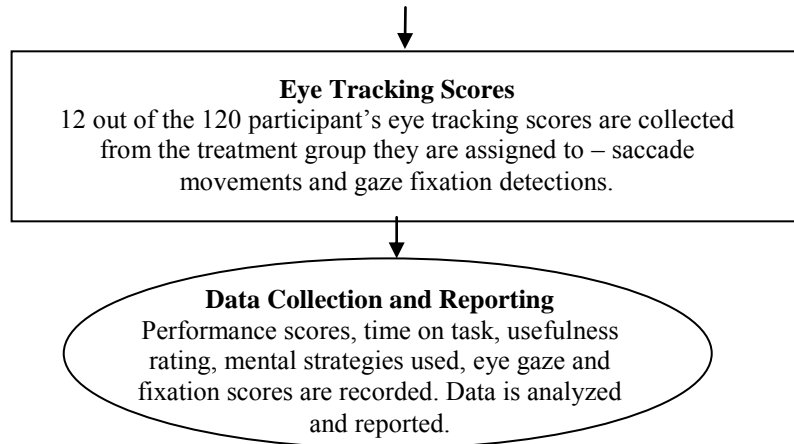 Eye Tracking Scores
12 out of the 120 participant's eye tracking scores are collected
from the treatment group they are assigned to – saccade
movements and gaze fixation detections.
Data Collection and Reporting
Performance scores, time on task, usefulness
rating, mental strategies used, eye gaze and
fixation scores are recorded. Data is analyzed
and reported.